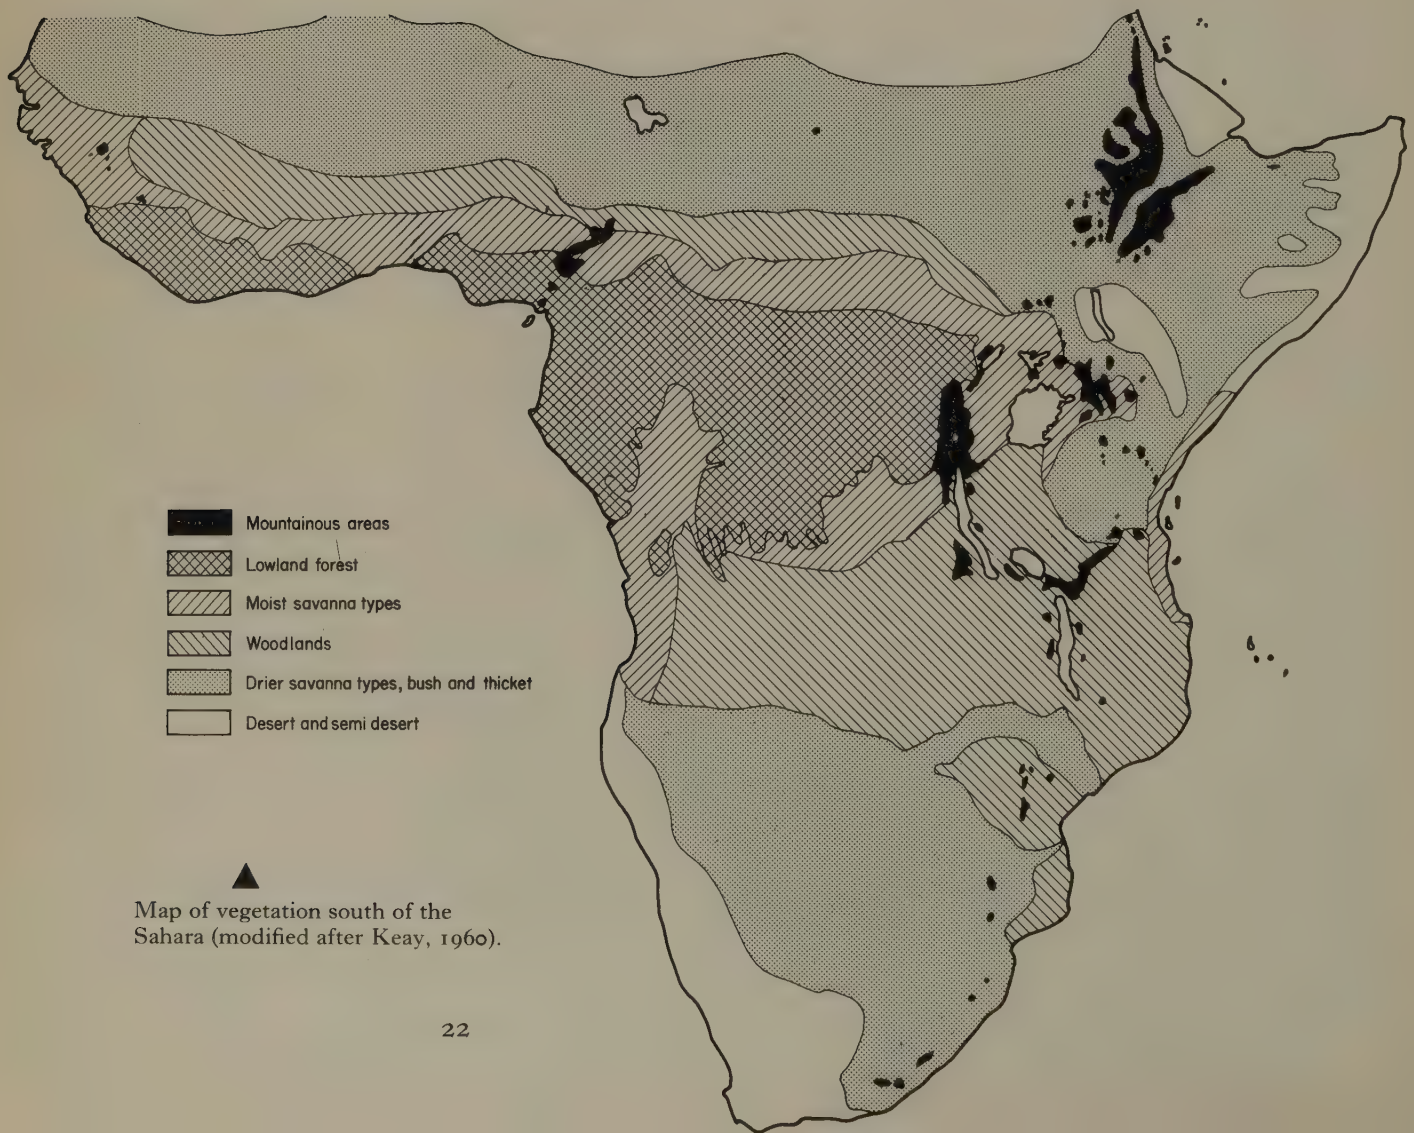 Mountainous areas
Lowland forest
Moist savanna types
Woodlands
Drier savanna types, bush and thicket
Desert and semi desert
Map of vegetation south of the
Sahara (modified after Keay, 1960).
22